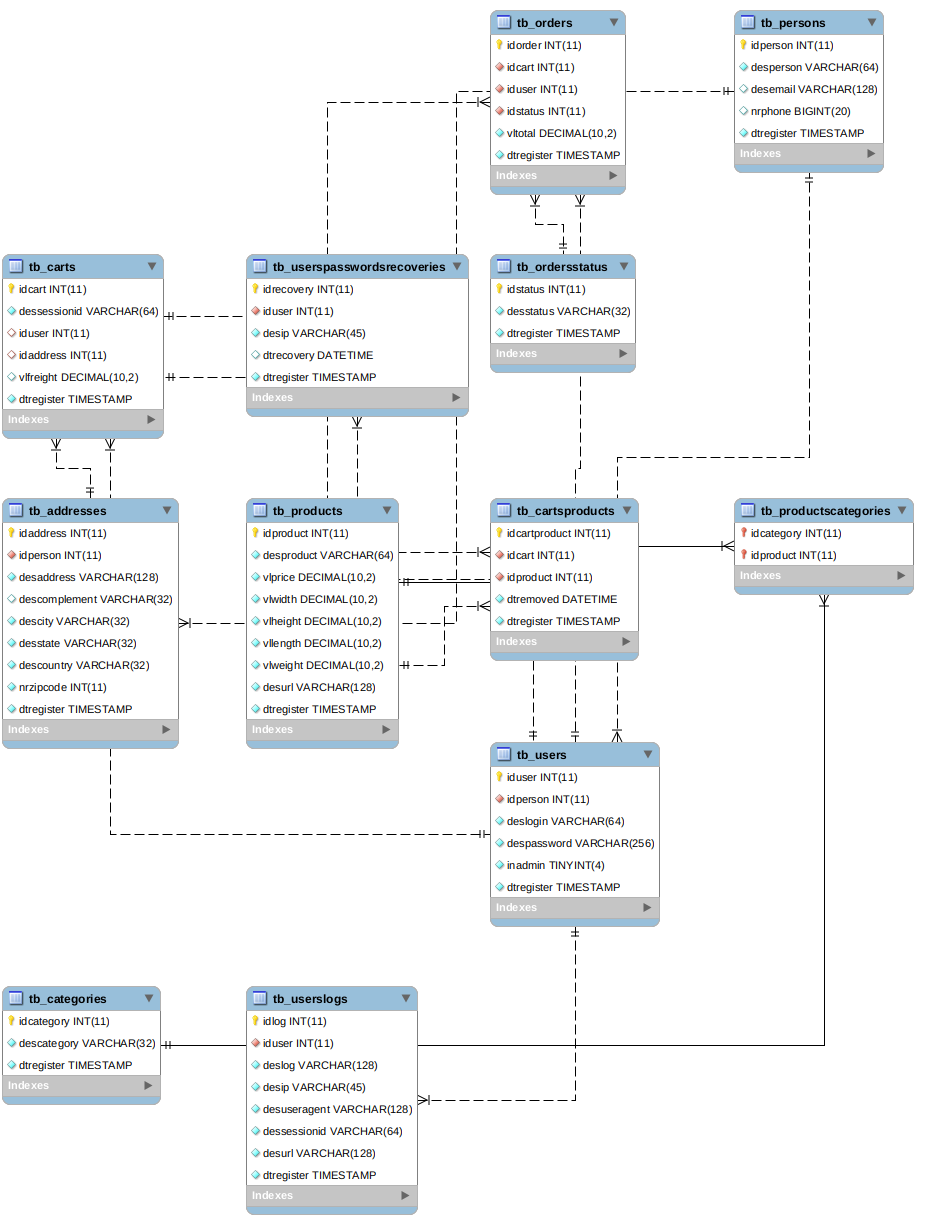 tb_orders
idorder INT(11)
idcart INT(11)
iduser INT(11)
idstatus INT(11)
vltotal DECIMAL(10,2)
dtregister TIMESTAMP
Indexes
tb_persons
idperson INT(11)
desperson VARCHAR(64)
desemail VARCHAR(128)
nrphone BIGINT(20)
dtregister TIMESTAMP
Indexes
tb_carts
idcart INT(11)
dessessionid VARCHAR(64)
iduser INT(11)
idaddress INT(11)
vlfreight DECIMAL(10,2)
dtregister TIMESTAMP
Indexes
tb_userspasswordsrecoveries
idrecovery INT(11)
iduser INT(11)
desip VARCHAR(45)
dtrecovery DATETIME
dtregister TIMESTAMP
Indexes
tb_ordersstatus
idstatus INT(11)
desstatus VARCHAR(32)
dtregister TIMESTAMP
Indexes
tb_addresses
idaddress INT(11)
idperson INT(11)
desaddress VARCHAR(128)
descomplement VARCHAR(32)
descity VARCHAR(32)
desstate VARCHAR(32)
descountry VARCHAR(32)
nrzipcode INT(11)
dtregister TIMESTAMP
Indexes
tb_products
idproduct INT(11)
desproduct VARCHAR(64)
vlprice DECIMAL(10,2)
vlwidth DECIMAL(10,2)
vlheight DECIMAL(10,2)
vllength DECIMAL(10,2)
vlweight DECIMAL(10,2)
desurl VARCHAR(128)
dtregister TIMESTAMP
Indexes
tb_cartsproducts
idcartproduct INT(11)
idcart INT(11)
idproduct INT(11)
dtremoved DATETIME
dtregister TIMESTAMP
Indexes
tb_productscategories
idcategory INT(11)
idproduct INT(11)
Indexes
tb_users
iduser INT(11)
idperson INT(11)
deslogin VARCHAR(64)
despassword VARCHAR(256)
inadmin TINYINT(4)
dtregister TIMESTAMP
Indexes
tb_categories
idcategory INT(11)
descategory VARCHAR(32)
dtregister TIMESTAMP
Indexes
tb_userslogs
idlog INT(11)
iduser INT(11)
deslog VARCHAR(128)
desip VARCHAR(45)
desuseragent VARCHAR(128)
dessessionid VARCHAR(64)
desurl VARCHAR(128)
dtregister TIMESTAMP
Indexes